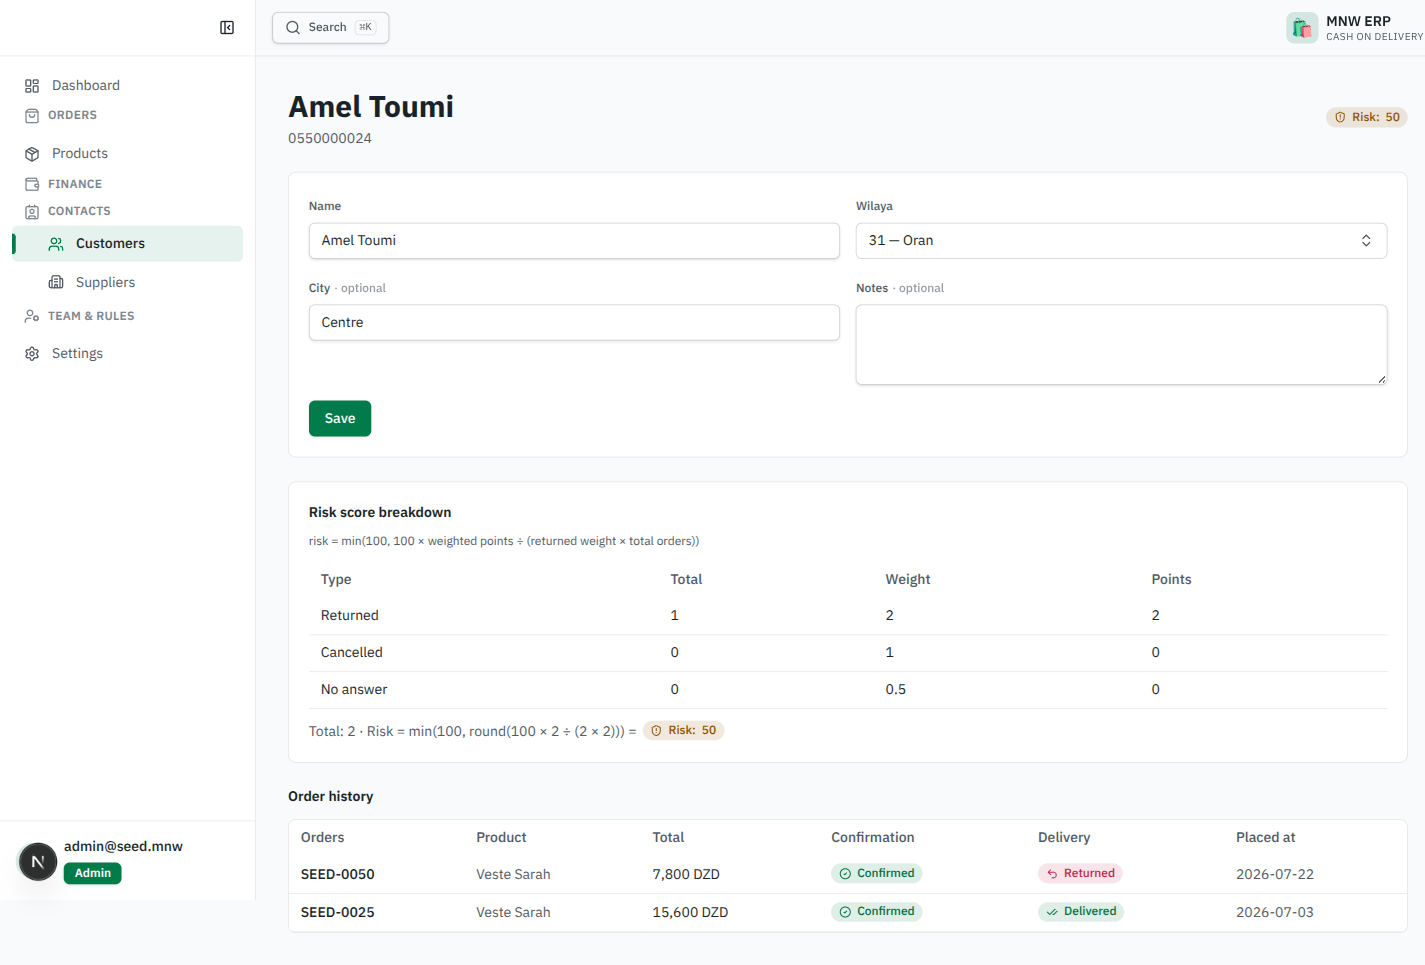 Search ⌘K
MNW ERP
CASH ON DELIVERY
Dashboard
ORDERS
Products
FINANCE
CONTACTS
Customers
Suppliers
TEAM & RULES
Settings
admin@seed.mnw
N
Admin
Amel Toumi
0550000024
Risk: 50
Name
Amel Toumi
Wilaya
31 — Oran
City · optional
Centre
Notes · optional
Save
Risk score breakdown
risk = min(100, 100 × weighted points ÷ (returned weight × total orders))
Type Total Weight Points
Returned 1 2 2
Cancelled 0 1 0
No answer 0 0.5 0
Total: 2 · Risk = min(100, round(100 × 2 ÷ (2 × 2))) = Risk: 50
Order history
Orders Product Total Confirmation Delivery Placed at
SEED-0050 Veste Sarah 7,800 DZD Confirmed Returned 2026-07-22
SEED-0025 Veste Sarah 15,600 DZD Confirmed Delivered 2026-07-03